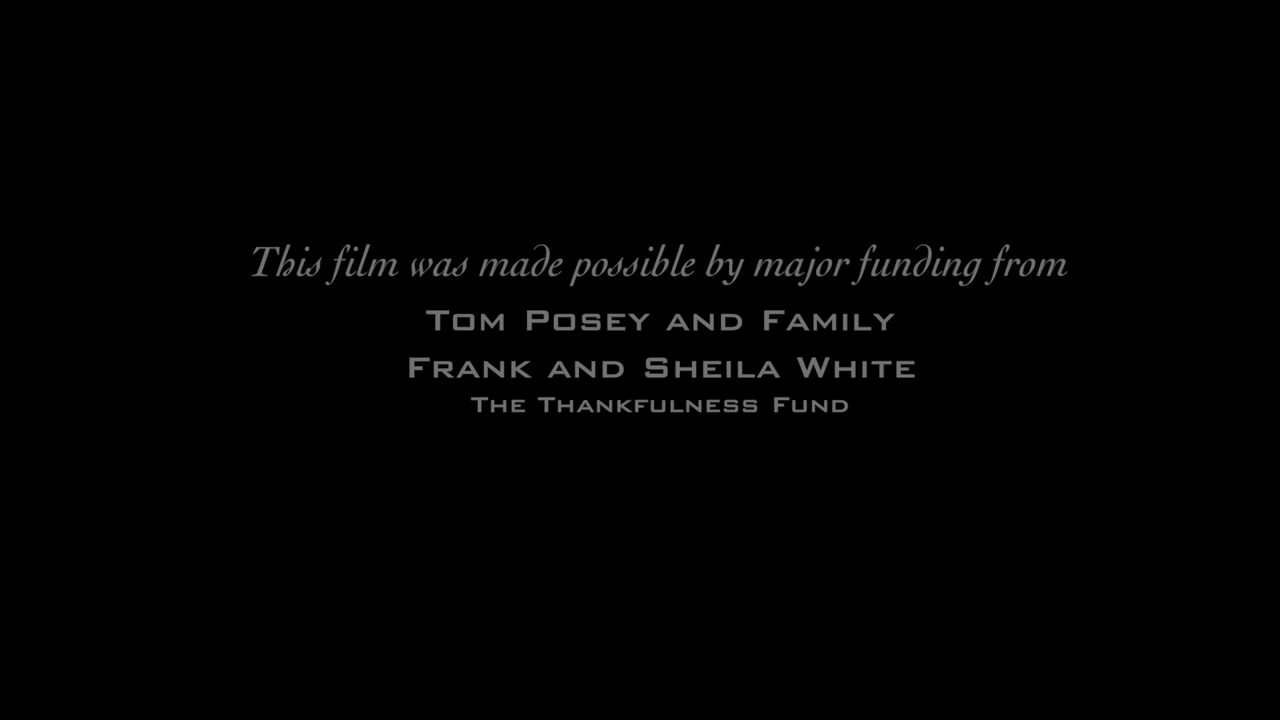 This film was made possible by major funding from
Tom Posey and Family
Frank and Sheila White
The Thankfulness Fund